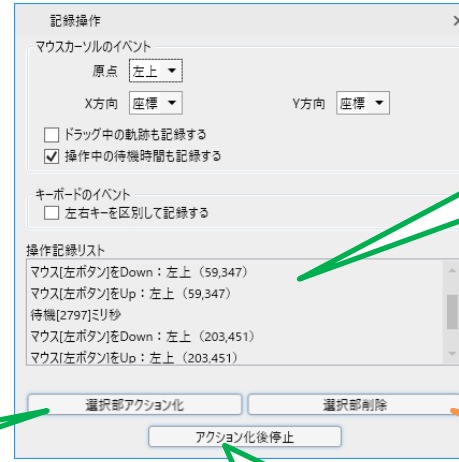 記録操作
マウスカーソルのイベント
原点 左上
X方向 座標 Y方向 座標
ドラッグ中の軌跡も記録する
操作中の待機時間も記録する
キーボードのイベント
左右キーを区別して記録する
操作記録リスト
マウス[左ボタン]をDown：左上（59,347）
マウス[左ボタン]をUp：左上（59,347）
待機[2797]ミリ秒
マウス[左ボタン]をDown：左上（203,451）
マウス[左ボタン]をUp：左上（203,451）
選択部アクション化 選択部削除
アクション化後停止